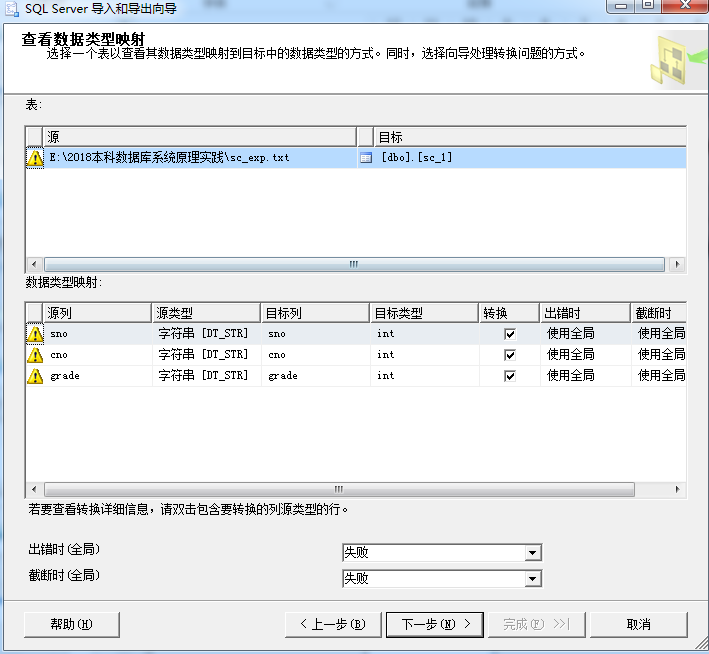 SQL Server 导入和导出向导
查看数据类型映射
选择一个表以查看其数据类型映射到目标中的数据类型的方式。同时，选择向导处理转换问题的方式。
表:
源 目标
E:\2018本科数据库系统原理实践\sc_exp.txt [dbo].[sc_1]
数据类型映射:
源列 源类型 目标列 目标类型 转换 出错时 截断时
sno 字符串 [DT_STR] sno int 使用全局 使用全局
cno 字符串 [DT_STR] cno int 使用全局 使用全局
grade 字符串 [DT_STR] grade int 使用全局 使用全局
若要查看转换详细信息，请双击包含要转换的列源类型的行。
出错时(全局) 失败
截断时(全局) 失败
帮助(H) < 上一步(B) 下一步(N) > 完成(F) >>| 取消